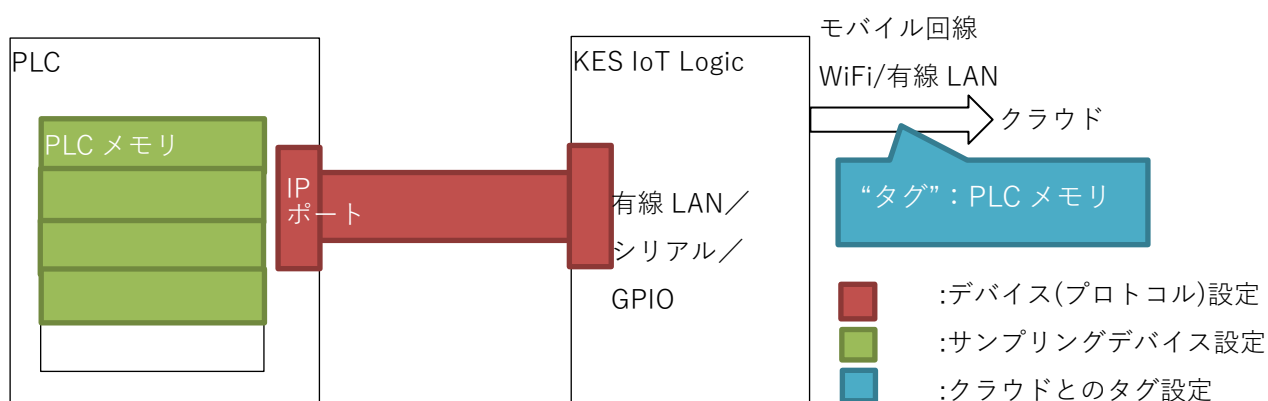 PLC
PLC メモリ
IP
ポート
KES IoT Logic
有線 LAN／
シリアル／
GPIO
モバイル回線
WiFi/有線 LAN
クラウド
“タグ”：PLC メモリ
:デバイス(プロトコル)設定
:サンプリングデバイス設定
:クラウドとのタグ設定